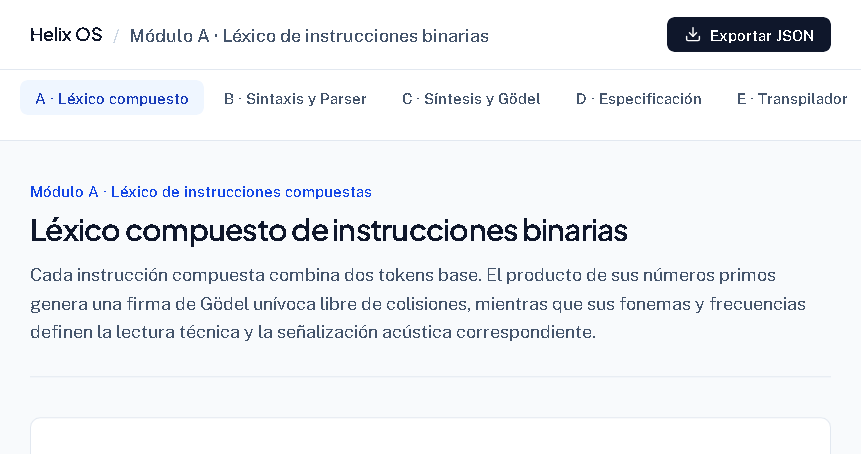 Helix OS / Módulo A · Léxico de instrucciones binarias
Exportar JSON
A · Léxico compuesto
B · Sintaxis y Parser
C · Síntesis y Gödel
D · Especificación
E · Transpilador
Módulo A · Léxico de instrucciones compuestas
Léxico compuesto de instrucciones binarias
Cada instrucción compuesta combina dos tokens base. El producto de sus números primos
genera una firma de Gödel unívoca libre de colisiones, mientras que sus fonemas y frecuencias
definen la lectura técnica y la señalización acústica correspondiente.